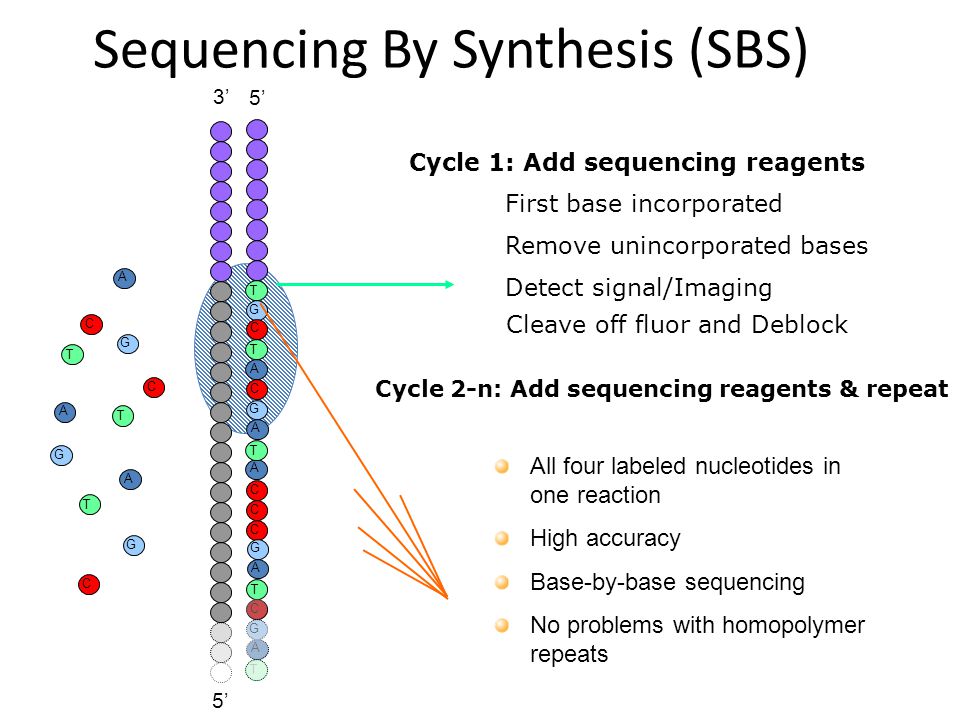 Sequencing By Synthesis (SBS)
3’ 5’
Cycle 1: Add sequencing reagents
First base incorporated
Remove unincorporated bases
Detect signal/Imaging
Cleave off fluor and Deblock
Cycle 2-n: Add sequencing reagents & repeat
All four labeled nucleotides in
one reaction
High accuracy
Base-by-base sequencing
No problems with homopolymer
repeats
A
C
G
T
C
A
T
G
A
T
G
C
T
G
C
T
A
C
G
A
T
A
C
C
C
G
A
T
C
G
A
T
5’